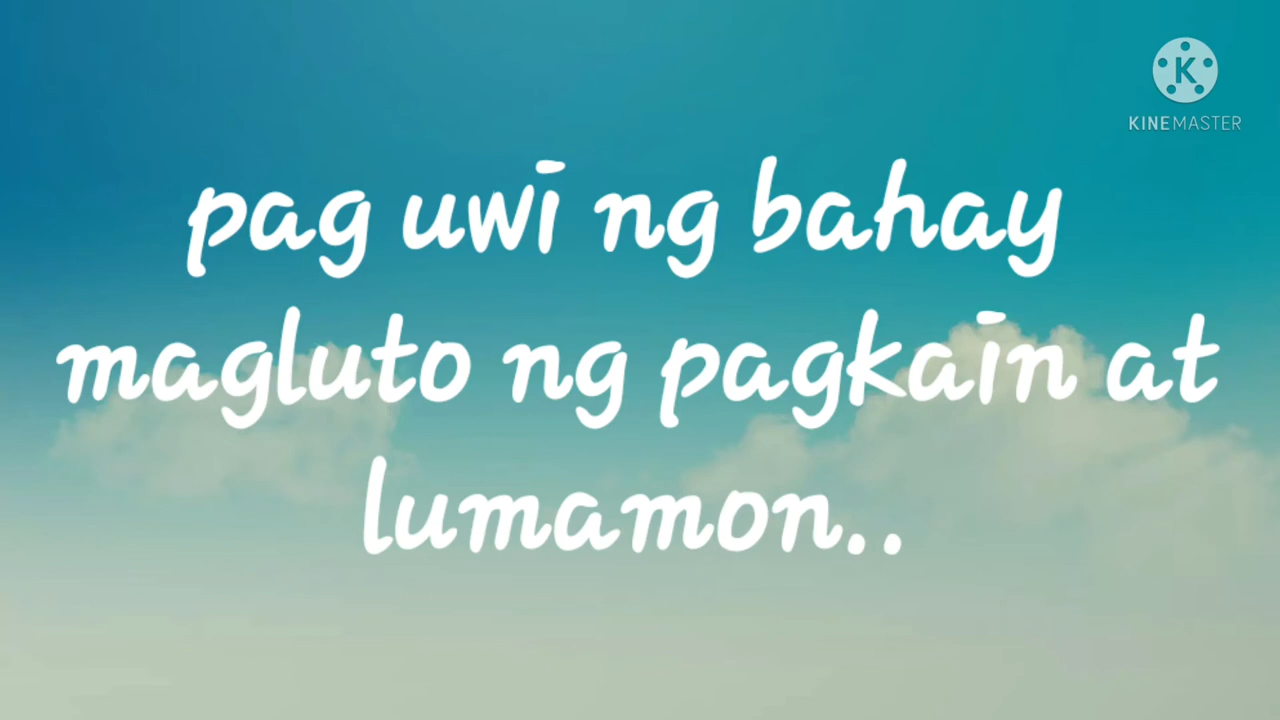 K
KINEMASTER
pag uwi ng bahay
magluto ng pagkain at
lumamon..